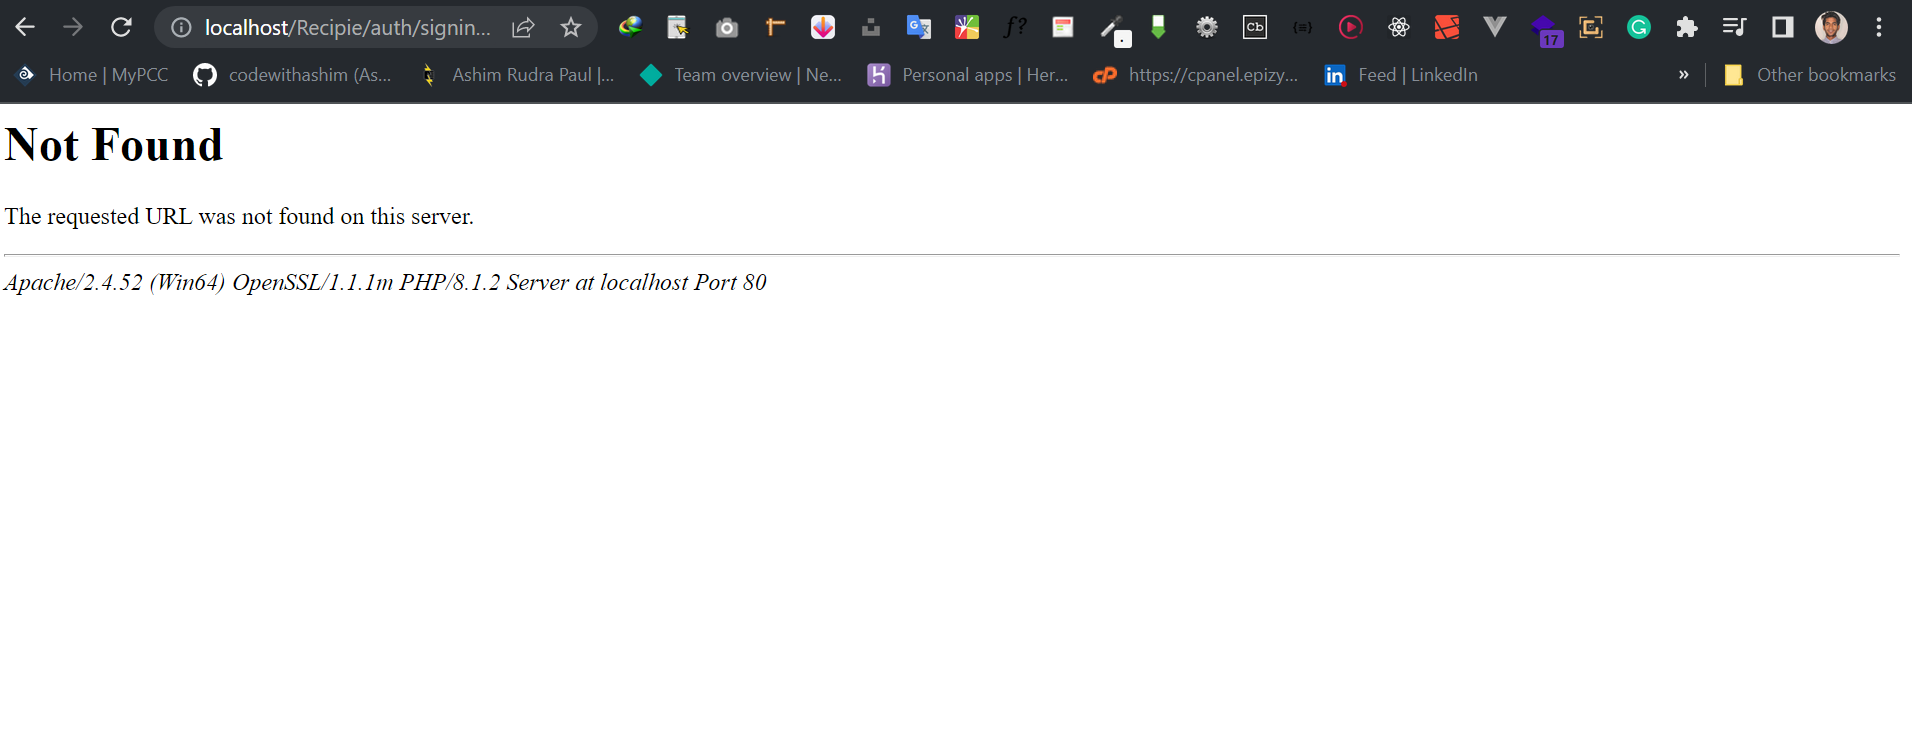 localhost/Recipie/auth/signin...
f?
cb
{≡}
17
Home | MyPCC
codewithashim (As...
Ashim Rudra Paul |...
Team overview | Ne...
Personal apps | Her...
cP
https://cpanel.epizy...
in
Feed | LinkedIn
»
Other bookmarks
Not Found
The requested URL was not found on this server.
Apache/2.4.52 (Win64) OpenSSL/1.1.1m PHP/8.1.2 Server at localhost Port 80